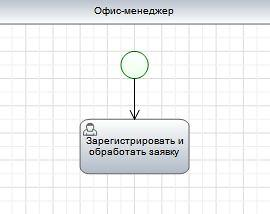 Офис-менеджер
Зарегистрировать и
обработать заявку